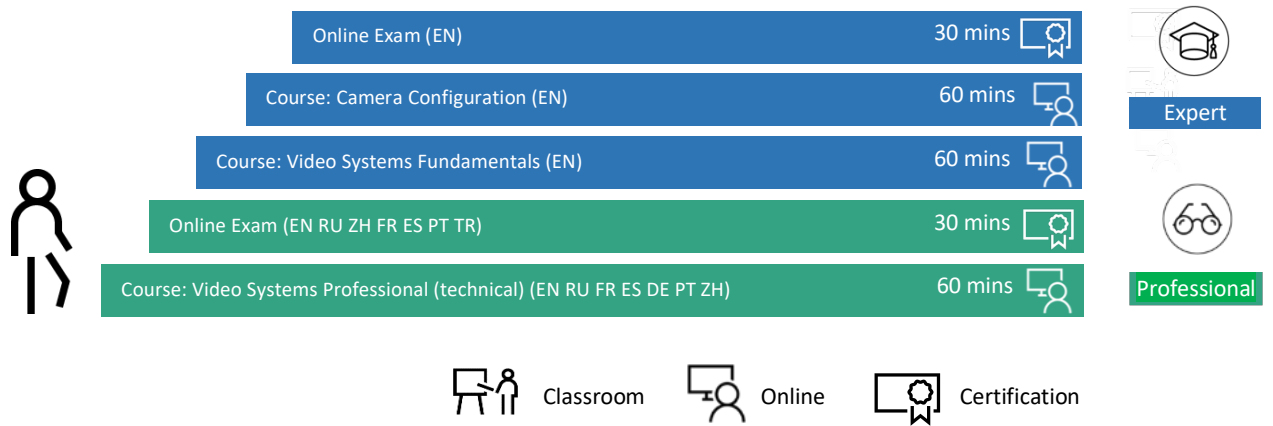 Online Exam (EN) 30 mins
Course: Camera Configuration (EN) 60 mins
Expert
Course: Video Systems Fundamentals (EN) 60 mins
Online Exam (EN RU ZH FR ES PT TR) 30 mins
Course: Video Systems Professional (technical) (EN RU FR ES DE PT ZH) 60 mins
Professional
Classroom Online Certification